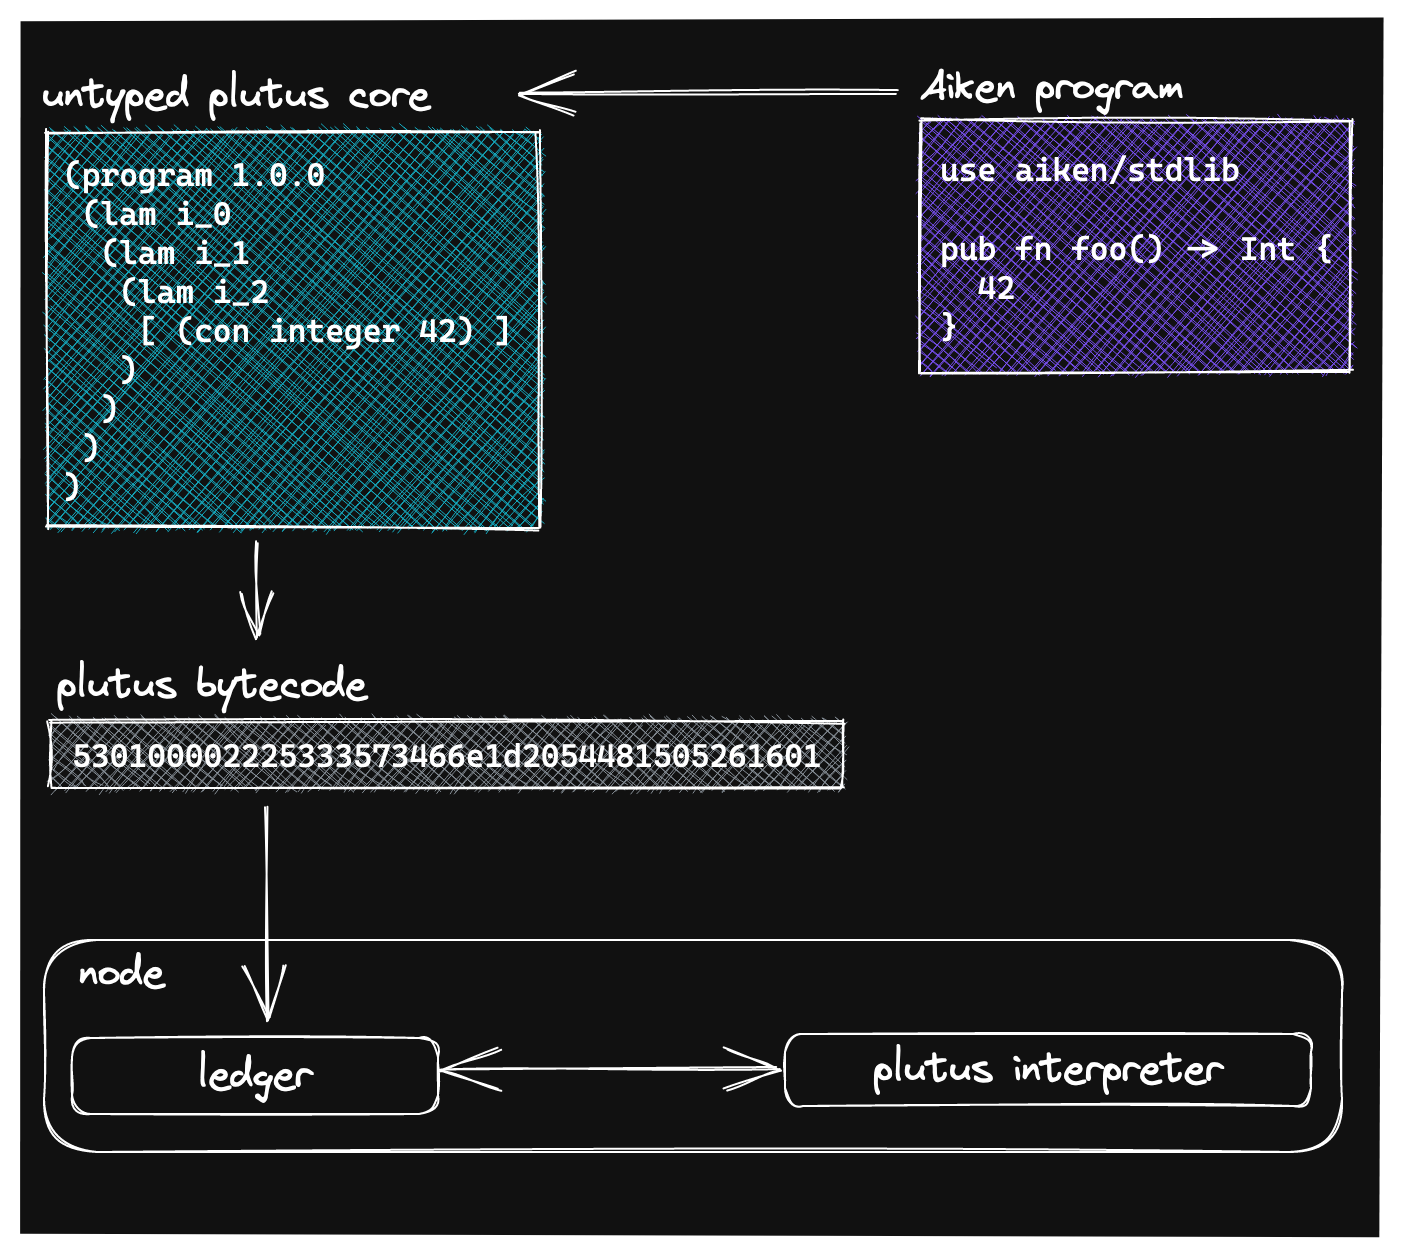 untyped plutus core
(program 1.0.0
(lam i_0
(lam i_1
(lam i_2
[ (con integer 42) ]
)
)
)
)
Aiken program
use aiken/stdlib
pub fn foo() → Int {
42
}
plutus bytecode
5301000022253335734​66e1d2054481505261601
node
ledger
plutus interpreter